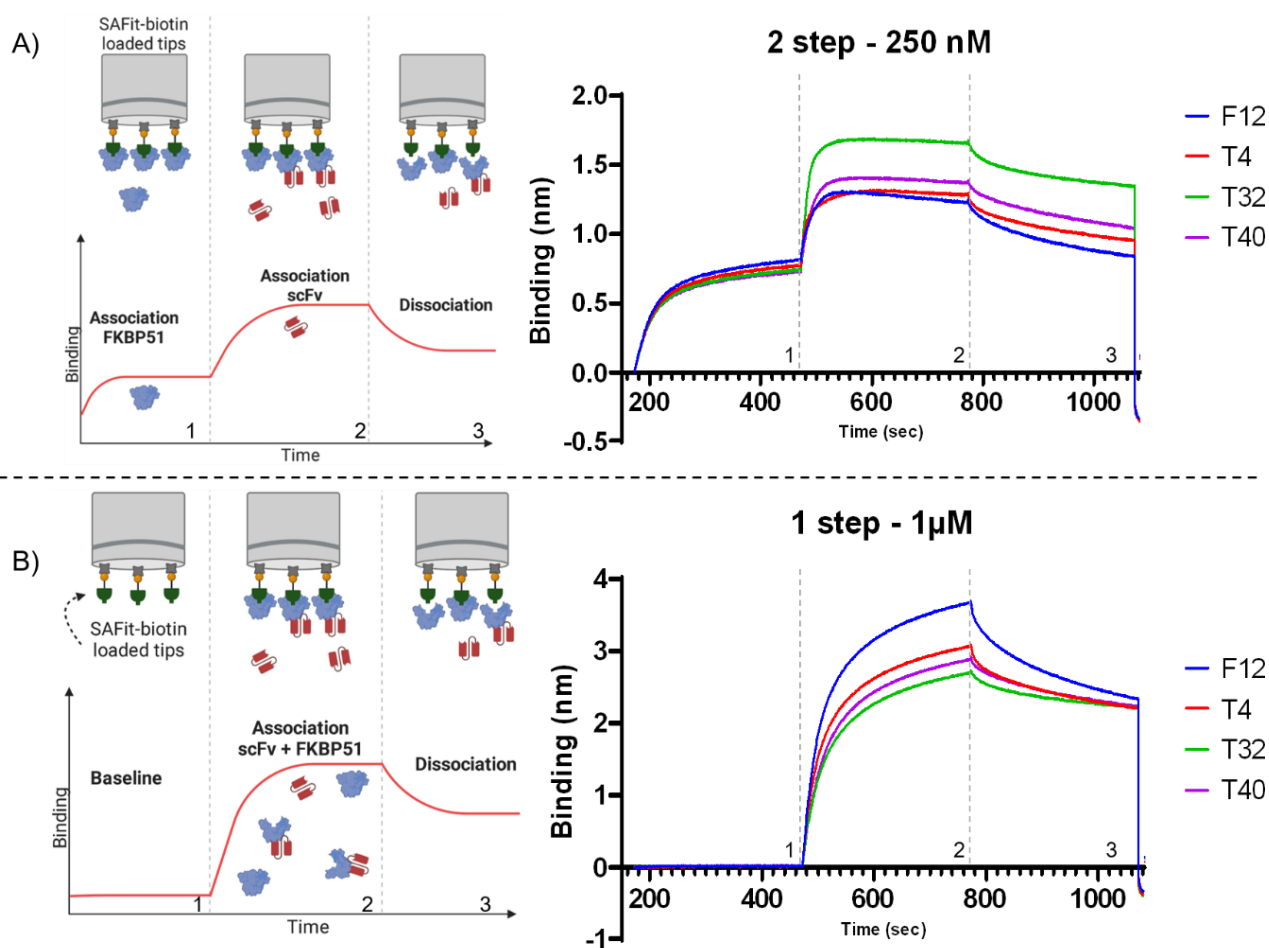 A)
SAFit-biotin
loaded tips
Association
FKBP51
Association
scFv
Dissociation
Binding
1
2
3
Time
2 step - 250 nM
Binding (nm)
2.0
1.5
1.0
0.5
0.0
-0.5
1
2
3
200
400
600
800
1000
Time (sec)
F12
T4
T32
T40
B)
SAFit-biotin
loaded tips
Baseline
Association
scFv + FKBP51
Dissociation
Binding
1
2
3
Time
1 step - 1µM
Binding (nm)
4
3
2
1
0
-1
1
2
3
200
400
600
800
1000
Time (sec)
F12
T4
T32
T40